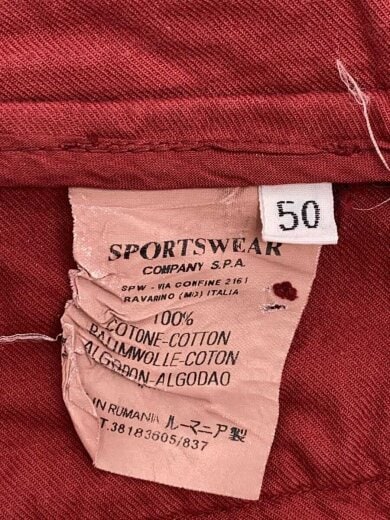 50
SPORTSWEAR
COMPANY S.P.A.
SPW - VIA CONFINE 2161
RAVARINO (MO) ITALIA
100%
COTONE-COTTON
BAUMWOLLE-COTON
ALGODON-ALGODAO
IN RUMANIA ルーマニア製
T.38183605/837